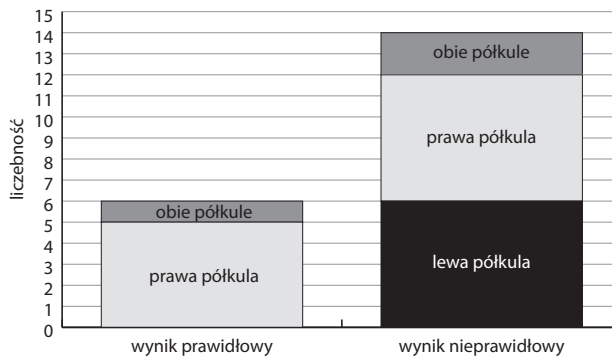 15
14
13
12
11
10
9
8
7
6
5
4
3
2
1
0
liczebność
obie półkule
prawa półkula
obie półkule
prawa półkula
lewa półkula
wynik prawidłowy
wynik nieprawidłowy